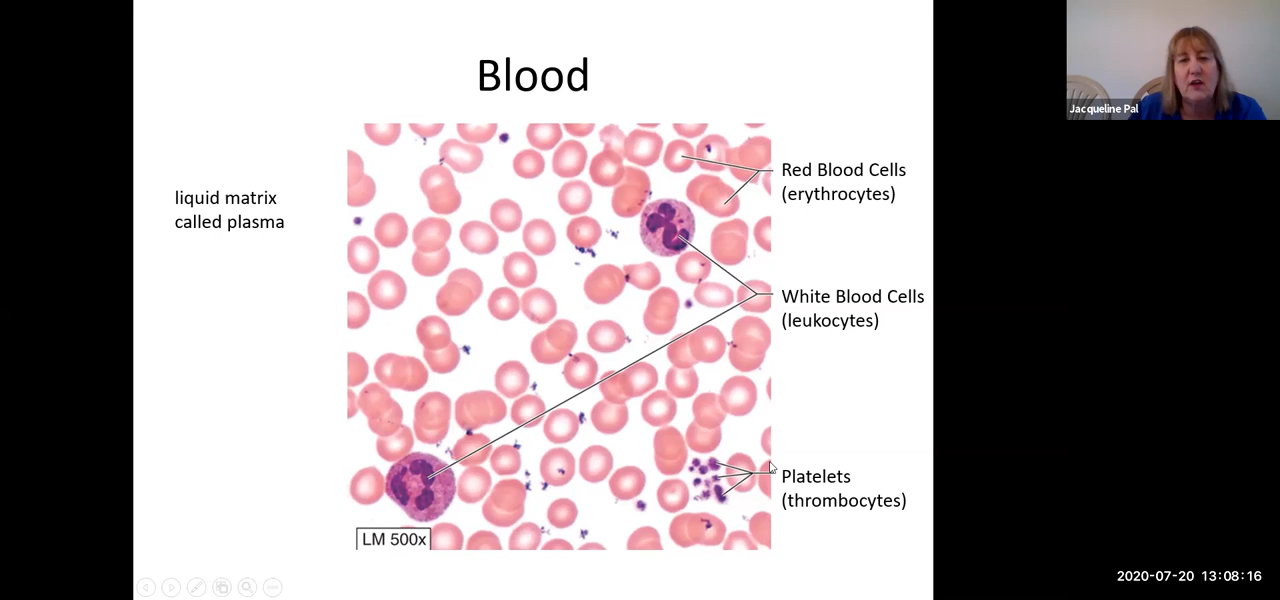 Blood
Jacqueline Pal
liquid matrix
called plasma
Red Blood Cells
(erythrocytes)
White Blood Cells
(leukocytes)
Platelets
(thrombocytes)
LM 500x
2020-07-20 13:08:16